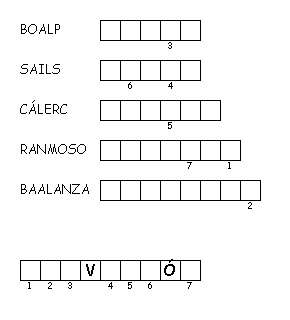 BOALP
3
SAILS
6 4
CÁLERC
5
RANMOSO
7 1
BAALANZA
2
V Ó
1 2 3 4 5 6 7